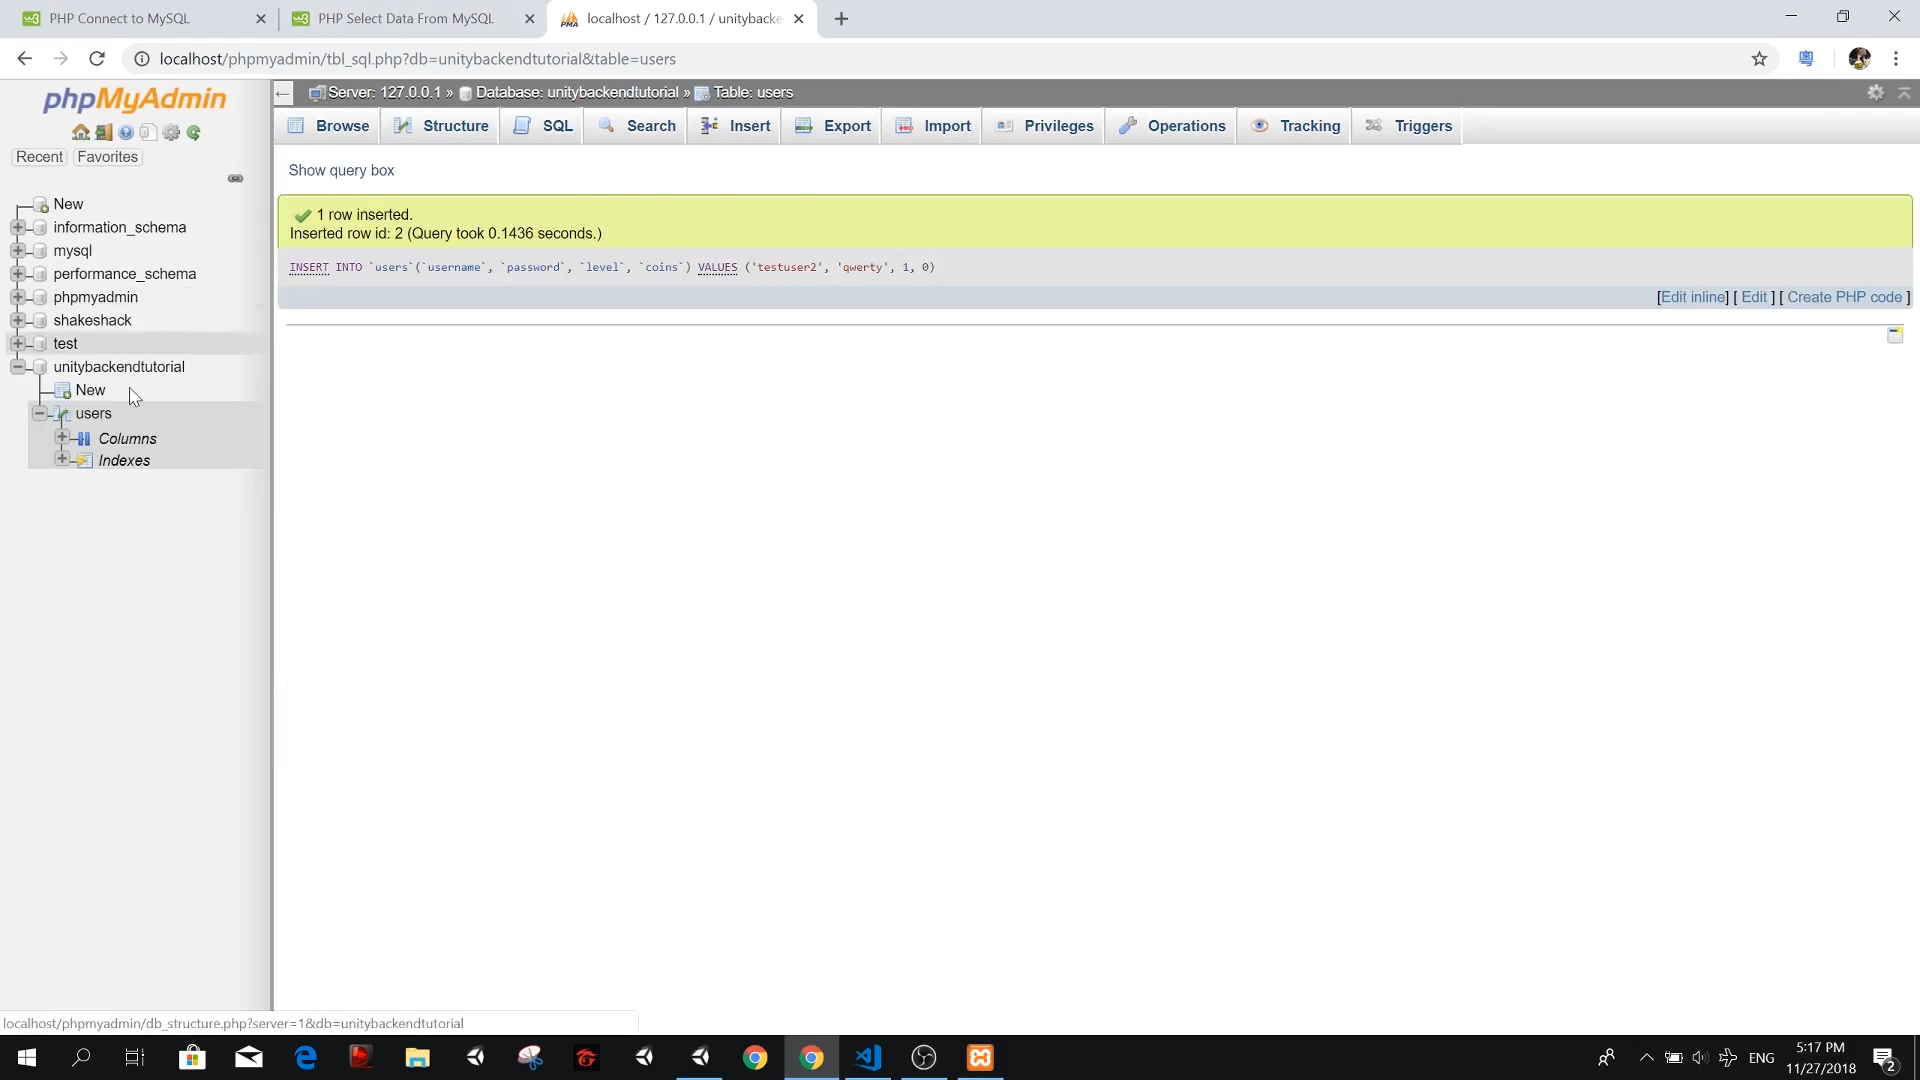 PHP Connect to MySQL
PHP Select Data From MySQL
localhost / 127.0.0.1 / unitybacke
localhost/phpmyadmin/tbl_sql.php?db=unitybackendtutorial&table=users
phpMyAdmin
Recent
Favorites
New
information_schema
mysql
performance_schema
phpmyadmin
shakeshack
test
unitybackendtutorial
New
users
Columns
Indexes
Server: 127.0.0.1 » Database: unitybackendtutorial » Table: users
Browse
Structure
SQL
Search
Insert
Export
Import
Privileges
Operations
Tracking
Triggers
Show query box
1 row inserted.
Inserted row id: 2 (Query took 0.1436 seconds.)
INSERT INTO `users`(`username`, `password`, `level`, `coins`) VALUES ('testuser2', 'qwerty', 1, 0)
[Edit inline] [ Edit ] [ Create PHP code ]
localhost/phpmyadmin/db_structure.php?server=1&db=unitybackendtutorial
ENG
5:17 PM
11/27/2018
2